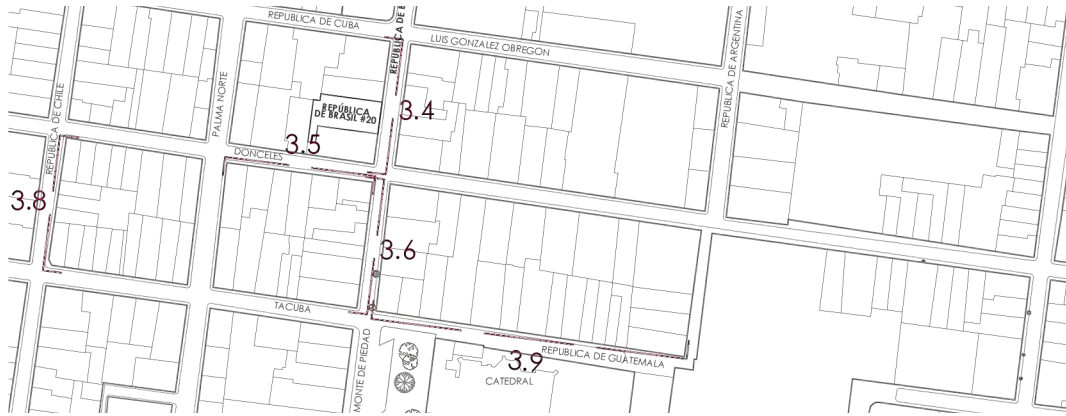 REPUBLICA DE CUBA
REPUBLICA DE B
LUIS GONZALEZ OBREGON
REPUBLICA DE ARGENTINA
PALMA NORTE
REPUBLICA DE CHILE
REPÚBLICA
DE BRASIL #20
3.4
3.5
DONCELES
3.8
3.6
TACUBA
MONTE DE PIEDAD
REPUBLICA DE GUATEMALA
3.9
CATEDRAL